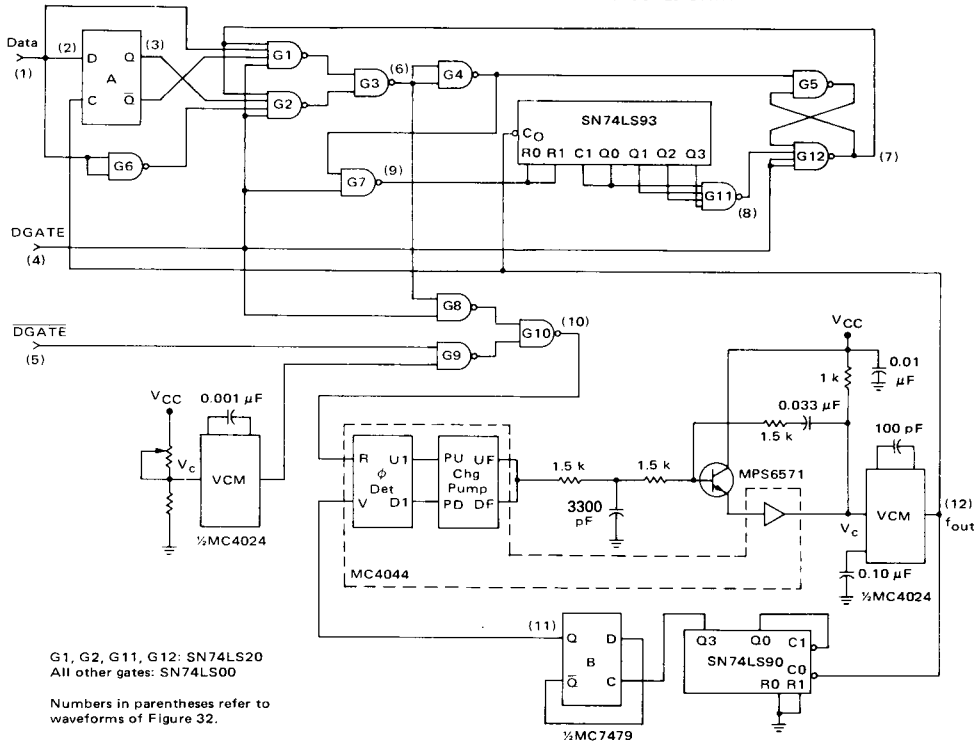 Data
(1)
(2)
D
Q
(3)
A
C
Q̅
G1
G2
G3
(6)
G4
G5
G6
G7
(9)
SN74LS93
C0
R0 R1 C1 Q0 Q1 Q2 Q3
G11
(8)
G12
(7)
DGATE
(4)
D̅G̅A̅T̅E̅
(5)
G8
G9
G10
(10)
VCC
0.001 µF
VC
VCM
½MC4024
R
V
φ
Det
U1
D1
PU UF
Chg
Pump
PD DF
MC4044
1.5 k
3300
pF
1.5 k
MPS6571
1.5 k
0.033 µF
VCC
1 k
0.01
µF
100 pF
VC
VCM
(12)
fout
0.10 µF
½MC4024
(11)
Q D
B
Q̅ C
½MC7479
Q3 Q0 C1
SN74LS90
C0
R0 R1
G1, G2, G11, G12: SN74LS20
All other gates: SN74LS00
Numbers in parentheses refer to
waveforms of Figure 32.